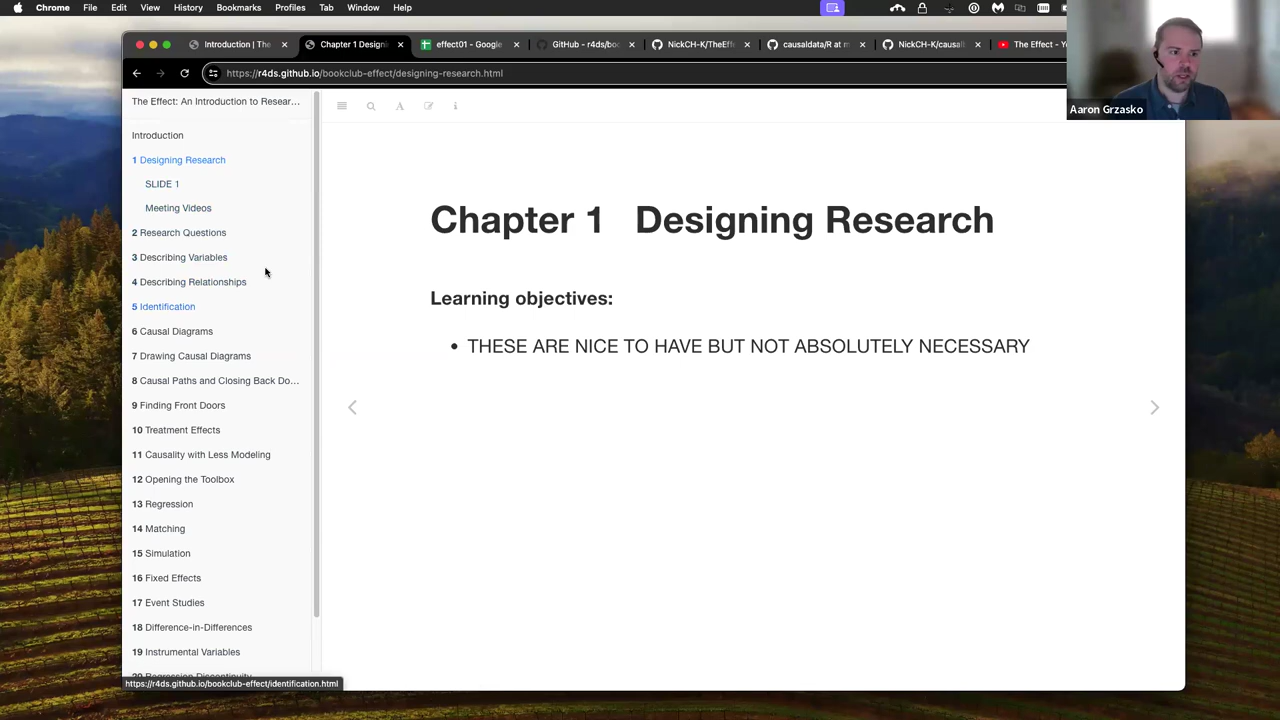 Chrome File Edit View History Bookmarks Profiles Tab Window Help
Introduction | The
Chapter 1 Designi
effect01 - Google
GitHub - r4ds/boo
NickCH-K/TheEff
causaldata/R at m
NickCH-K/causal
The Effect - Yo
https://r4ds.github.io/bookclub-effect/designing-research.html
Aaron Grzasko
The Effect: An Introduction to Resear...
Introduction
1 Designing Research
SLIDE 1
Meeting Videos
2 Research Questions
3 Describing Variables
4 Describing Relationships
5 Identification
6 Causal Diagrams
7 Drawing Causal Diagrams
8 Causal Paths and Closing Back Do...
9 Finding Front Doors
10 Treatment Effects
11 Causality with Less Modeling
12 Opening the Toolbox
13 Regression
14 Matching
15 Simulation
16 Fixed Effects
17 Event Studies
18 Difference-in-Differences
19 Instrumental Variables
20 Regression Discontinuity
https://r4ds.github.io/bookclub-effect/identification.html
Chapter 1 Designing Research
Learning objectives:
• THESE ARE NICE TO HAVE BUT NOT ABSOLUTELY NECESSARY